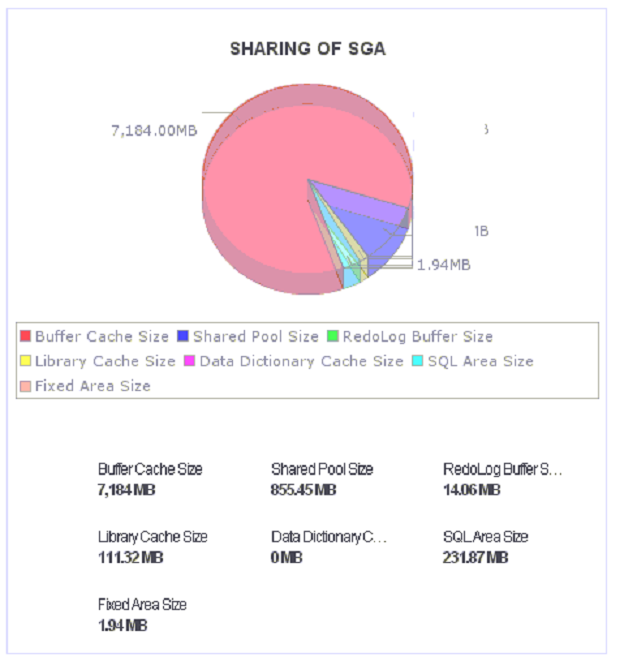 SHARING OF SGA
7,184.00MB
1.94MB
Buffer Cache Size Shared Pool Size RedoLog Buffer Size
Library Cache Size Data Dictionary Cache Size SQL Area Size
Fixed Area Size
Buffer Cache Size Shared Pool Size RedoLog Buffer S...
7,184 MB 855.45 MB 14.06 MB
Library Cache Size Data Dictionary C... SQL Area Size
111.32 MB 0 MB 231.87 MB
Fixed Area Size
1.94 MB